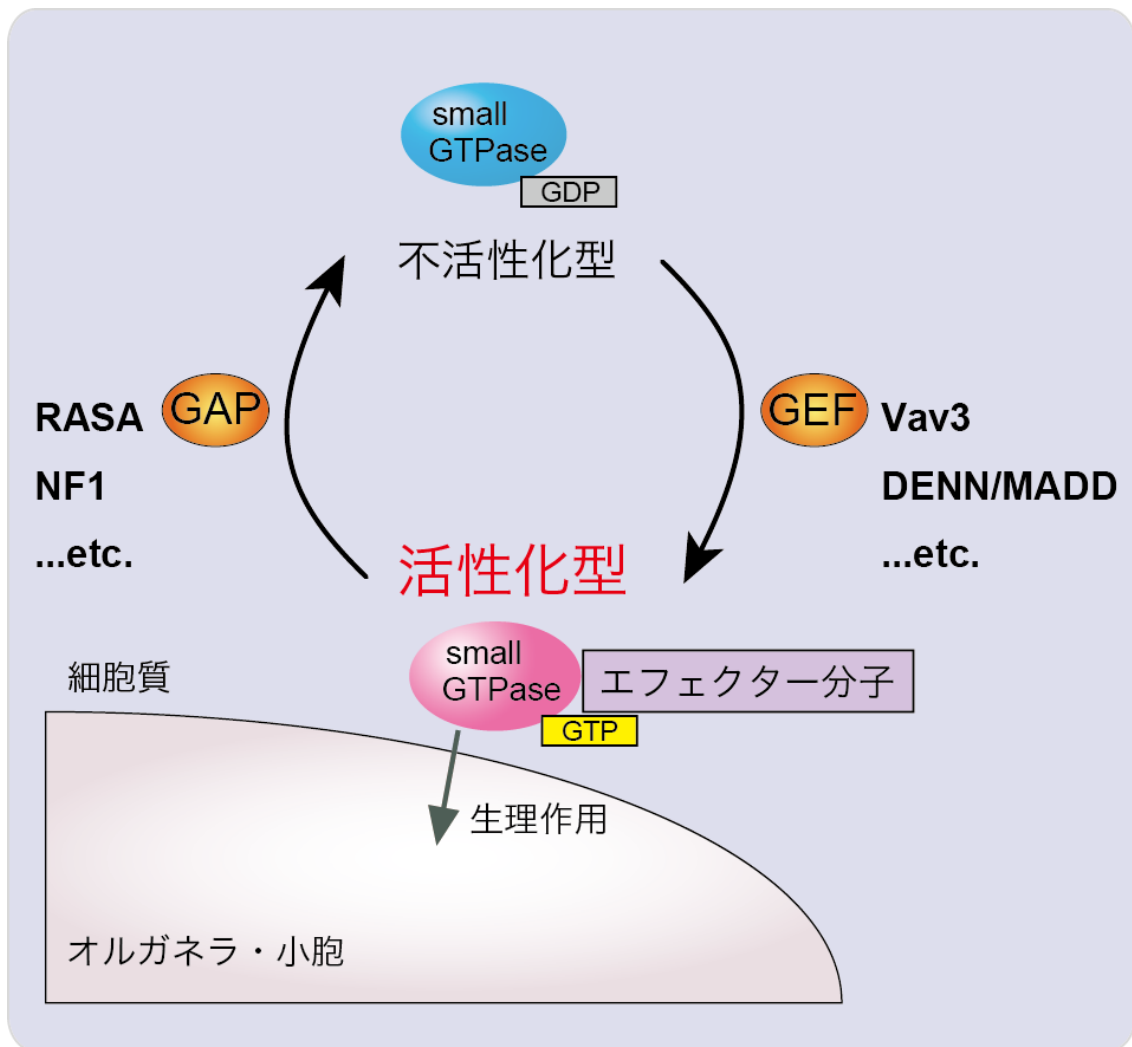 small
GTPase
GDP
不活性化型
RASA
GAP
GEF
Vav3
NF1
DENN/MADD
...etc.
...etc.
活性化型
small
GTPase
エフェクター分子
GTP
細胞質
生理作用
オルガネラ・小胞